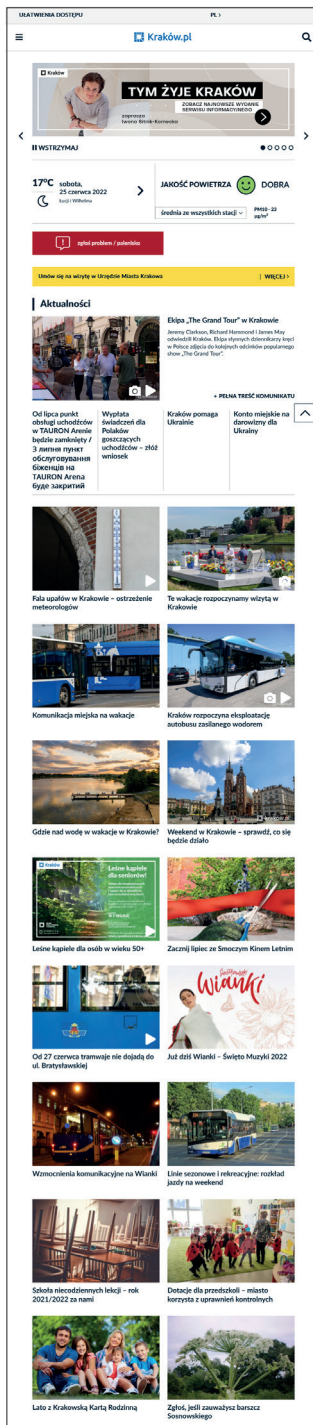 UŁATWIENIA DOSTĘPU PL >
Kraków.pl
Kraków
TYM ŻYJE KRAKÓW
ZOBACZ NAJNOWSZE WYDANIE
SERWISU INFORMACYJNEGO
zaprasza
WSTRZYMAJ
17°C sobota,
25 czerwca 2022
Łucji i Wilhelma
JAKOŚĆ POWIETRZA DOBRA
średnia ze wszystkich stacji
PM10 - 23
µg/m³
zgłoś problem / palenisko
Umów się na wizytę w Urzędzie Miasta Krakowa | WIĘCEJ >
Aktualności
Ekipa „The Grand Tour” w Krakowie
Jeremy Clarkson, Richard Hammond i James May
odwiedzili Kraków. Ekipa słynnych dziennikarzy kręci
w Polsce zdjęcia do kolejnych odcinków popularnego
show „The Grand Tour”.
+ PEŁNA TREŚĆ KOMUNIKATU
Od lipca punkt
obsługi uchodźców
w TAURON Arenie
będzie zamknięty /
З липня пункт
обслуговування
біженців на
TAURON Arena
буде закритий
Wypłata
świadczeń dla
Polaków
goszczących
uchodźców – złóż
wniosek
Kraków pomaga
Ukrainie
Konto miejskie na
darowizny dla
Ukrainy
Fala upałów w Krakowie – ostrzeżenie
meteorologów
Te wakacje rozpoczynamy wizytą w
Krakowie
Komunikacja miejska na wakacje
Kraków rozpoczyna eksploatację
autobusu zasilanego wodorem
Gdzie nad wodę w wakacje w Krakowie?
Weekend w Krakowie – sprawdź, co się
będzie działo
Kraków
Leśne kąpiele
dla seniorów!
Leśne kąpiele dla osób w wieku 50+
Zacznij lipiec ze Smoczym Kinem Letnim
Wianki
Od 27 czerwca tramwaje nie dojadą do
ul. Bratysławskiej
Już dziś Wianki – Święto Muzyki 2022
Wzmocnienia komunikacyjne na Wianki
Linie sezonowe i rekreacyjne: rozkład
jazdy na weekend
Szkoła niecodziennych lekcji – rok
2021/2022 za nami
Dotacje dla przedszkoli – miasto
korzysta z uprawnień kontrolnych
Lato z Krakowską Kartą Rodzinną
Zgłoś, jeśli zauważysz barszcz
Sosnowskiego